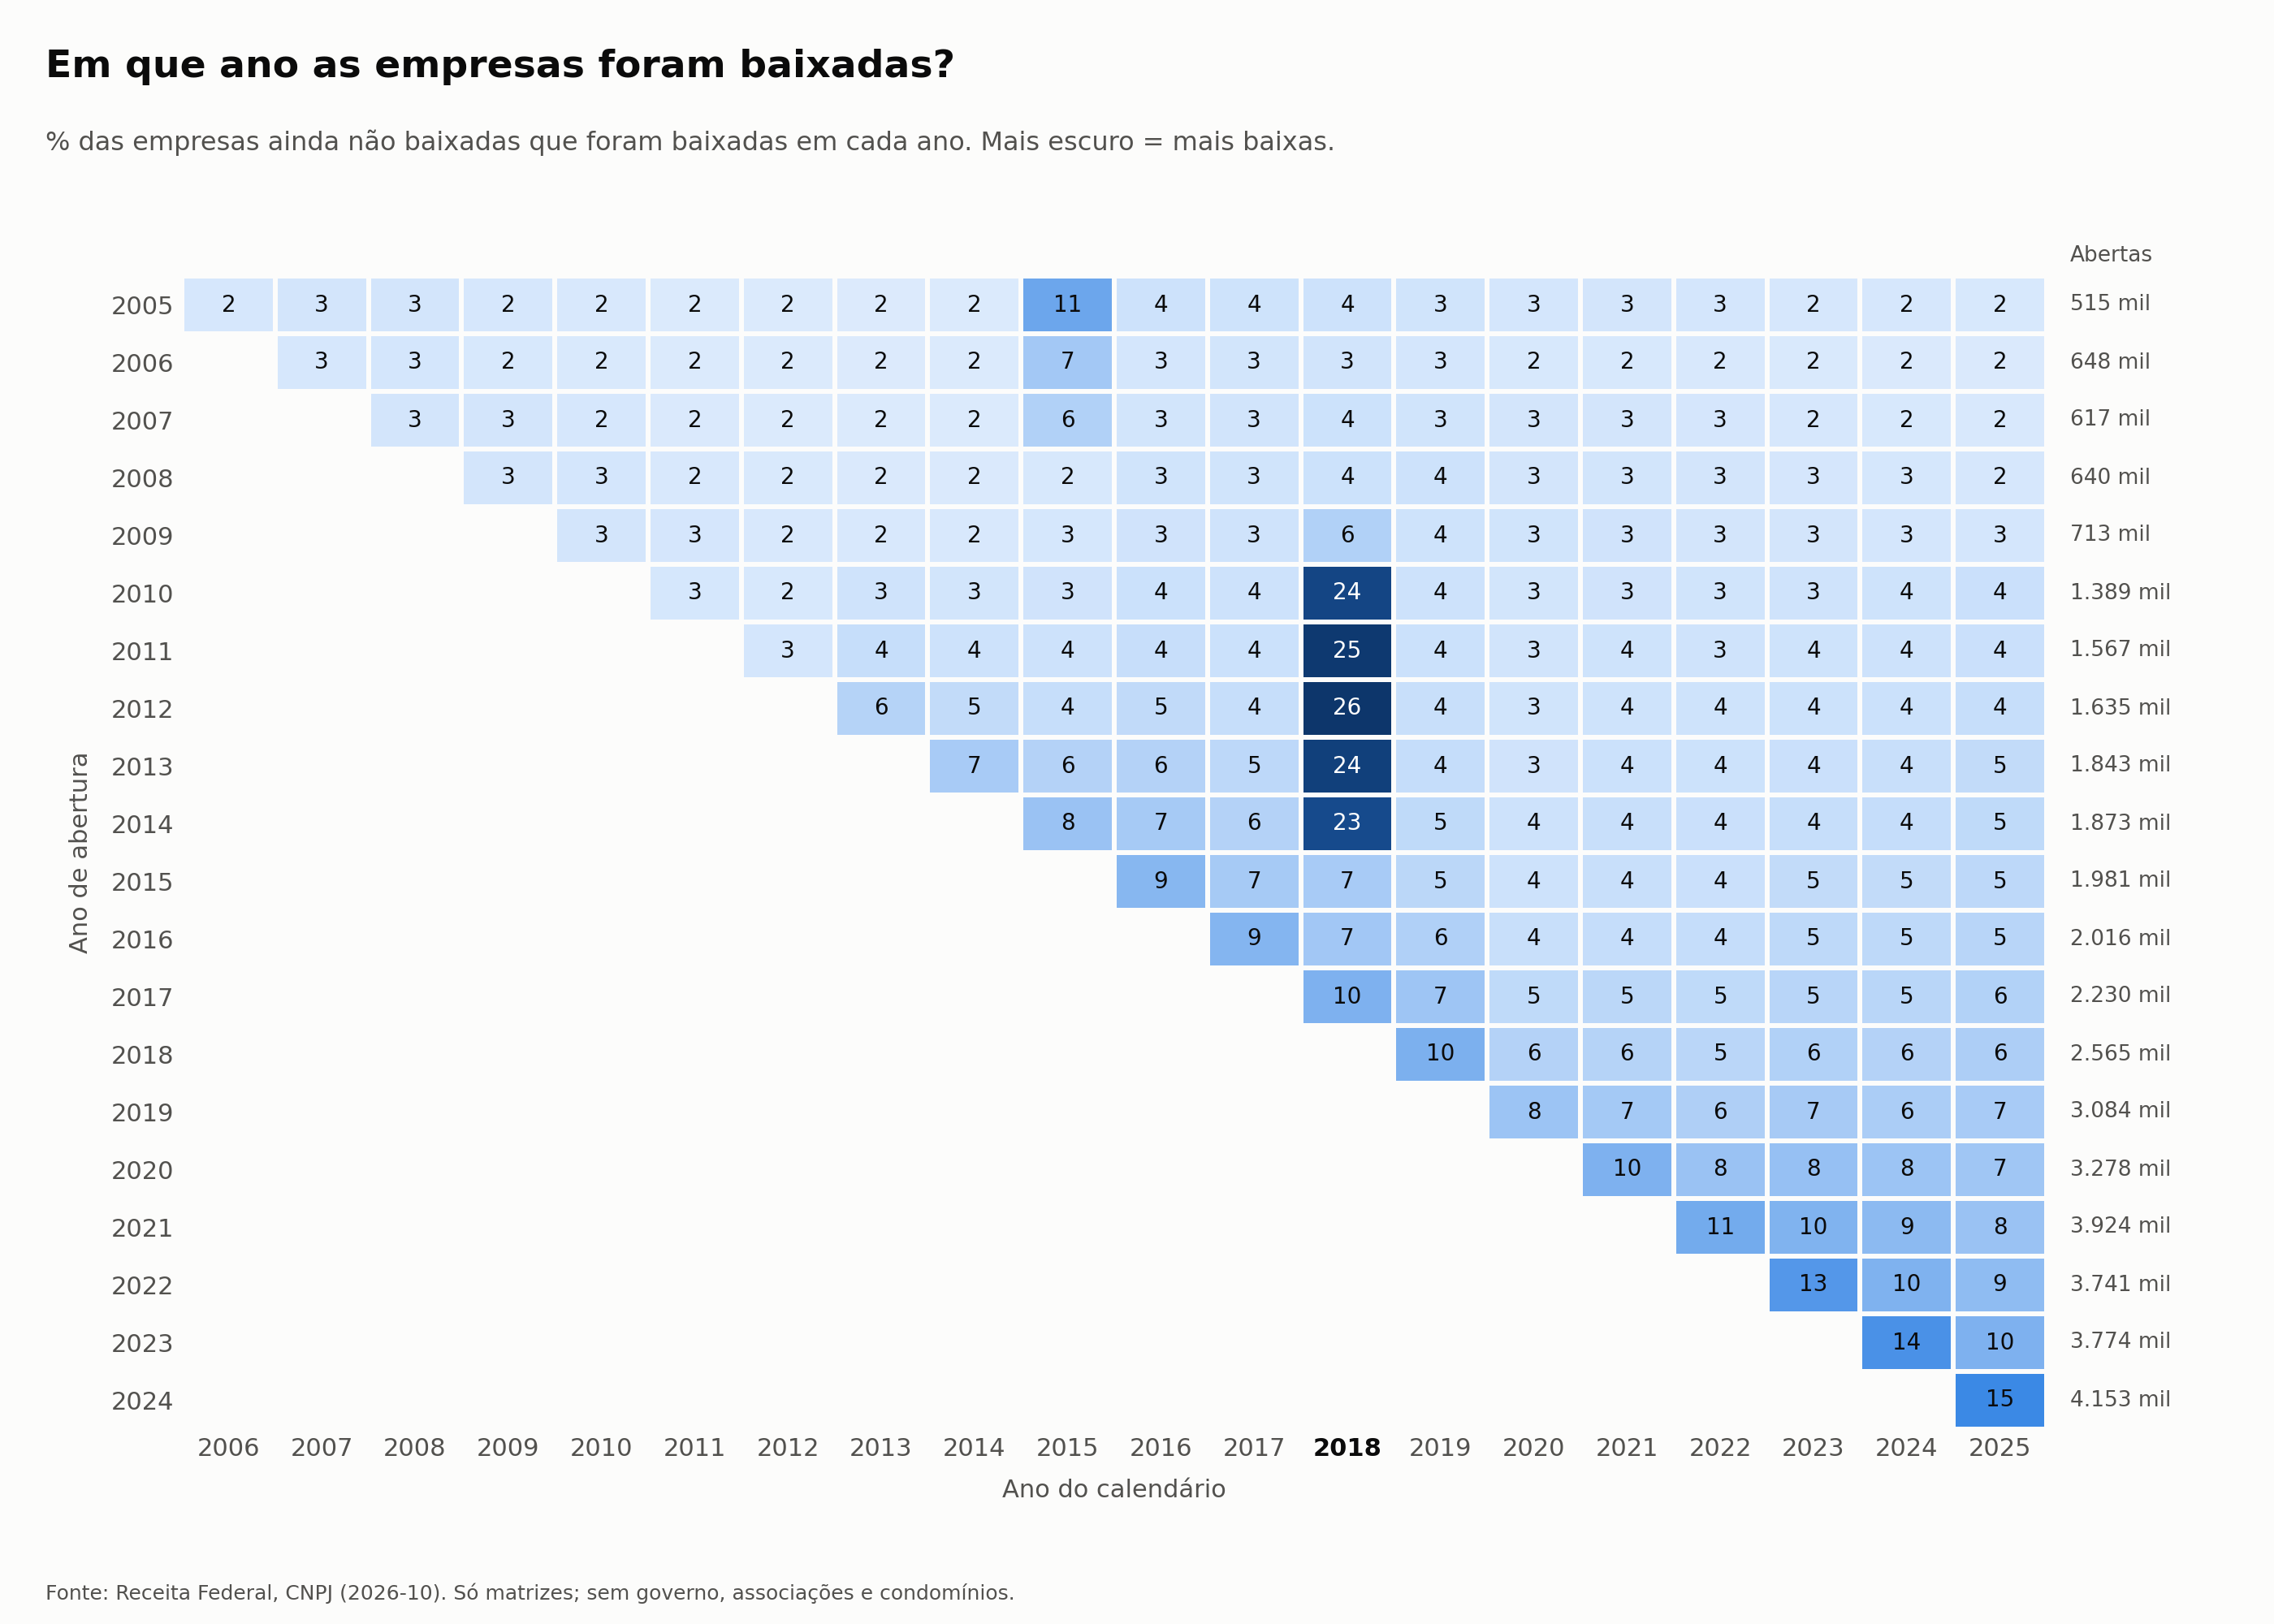 Em que ano as empresas foram baixadas?
% das empresas ainda não baixadas que foram baixadas em cada ano. Mais escuro = mais baixas.
Abertas
2005 2 3 3 2 2 2 2 2 2 11 4 4 4 3 3 3 3 2 2 2 515 mil
2006 3 3 2 2 2 2 2 2 7 3 3 3 3 2 2 2 2 2 2 648 mil
2007 3 3 2 2 2 2 2 6 3 3 4 3 3 3 3 2 2 2 617 mil
2008 3 3 2 2 2 2 2 3 3 4 4 3 3 3 3 3 2 640 mil
2009 3 3 2 2 2 3 3 3 6 4 3 3 3 3 3 3 713 mil
2010 3 2 3 3 3 4 4 24 4 3 3 3 3 4 4 1.389 mil
2011 3 4 4 4 4 4 25 4 3 4 3 4 4 4 1.567 mil
2012 6 5 4 5 4 26 4 3 4 4 4 4 4 1.635 mil
2013 7 6 6 5 24 4 3 4 4 4 4 5 1.843 mil
2014 8 7 6 23 5 4 4 4 4 4 5 1.873 mil
2015 9 7 7 5 4 4 4 5 5 5 1.981 mil
2016 9 7 6 4 4 4 5 5 5 2.016 mil
2017 10 7 5 5 5 5 5 6 2.230 mil
2018 10 6 6 5 6 6 6 2.565 mil
2019 8 7 6 7 6 7 3.084 mil
2020 10 8 8 8 7 3.278 mil
2021 11 10 9 8 3.924 mil
2022 13 10 9 3.741 mil
2023 14 10 3.774 mil
2024 15 4.153 mil
Ano de abertura
2006 2007 2008 2009 2010 2011 2012 2013 2014 2015 2016 2017 2018 2019 2020 2021 2022 2023 2024 2025
Ano do calendário
Fonte: Receita Federal, CNPJ (2026-10). Só matrizes; sem governo, associações e condomínios.